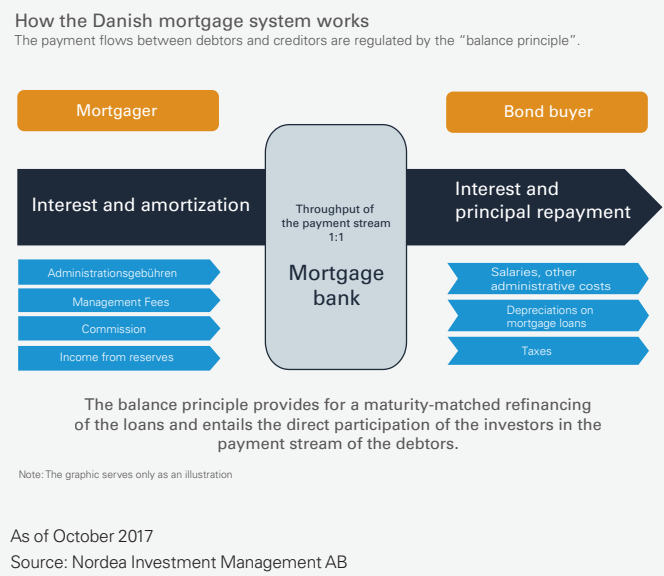 How the Danish mortgage system works
The payment flows between debtors and creditors are regulated by the “balance principle”.
Mortgager
Bond buyer
Interest and amortization
Throughput of
the payment stream
1:1
Mortgage
bank
Interest and
principal repayment
Administrationsgebühren
Management Fees
Commission
Income from reserves
Salaries, other
administrative costs
Depreciations on
mortgage loans
Taxes
The balance principle provides for a maturity-matched refinancing
of the loans and entails the direct participation of the investors in the
payment stream of the debtors.
Note: The graphic serves only as an illustration
As of October 2017
Source: Nordea Investment Management AB